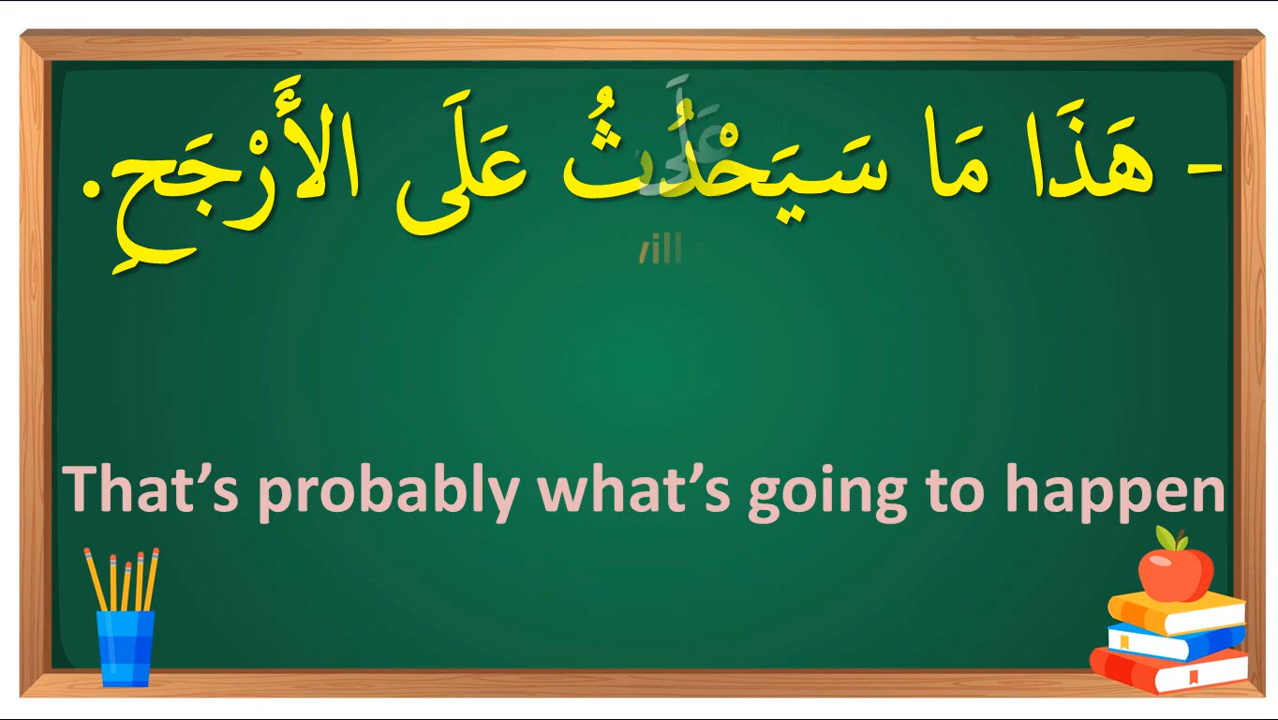 - هَذَا مَا سَيَحْدُثُ عَلَى الأَرْجَحِ.
That's probably what's going to happen